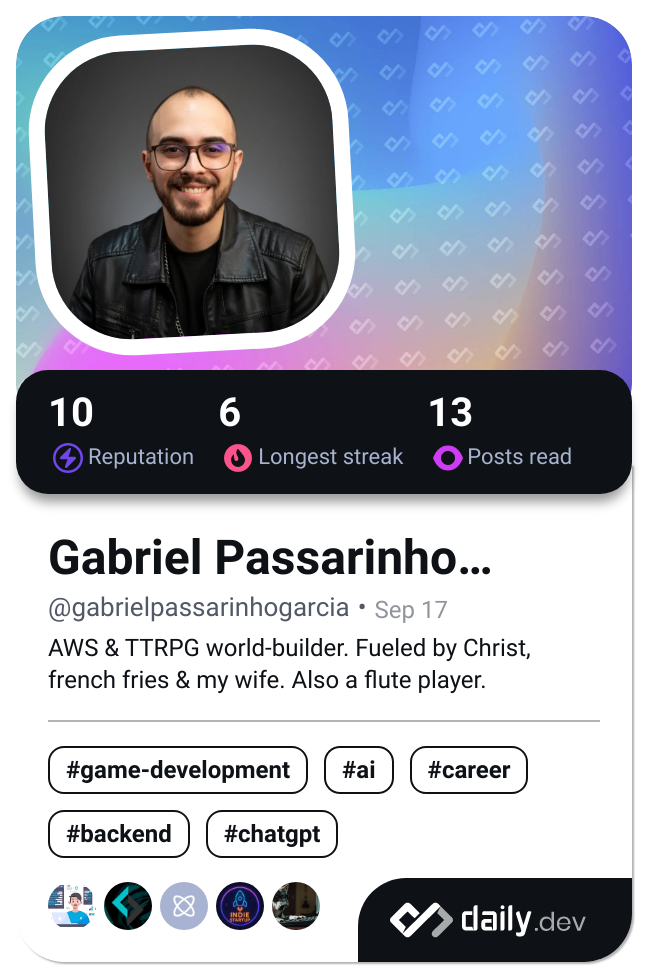 10 6 13
Reputation Longest streak Posts read
Gabriel Passarinho...
@gabrielpassarinhogarcia • Sep 17
AWS & TTRPG world-builder. Fueled by Christ,
french fries & my wife. Also a flute player.
#game-development #ai #career
#backend #chatgpt
INDIE
STARTUP
daily.dev